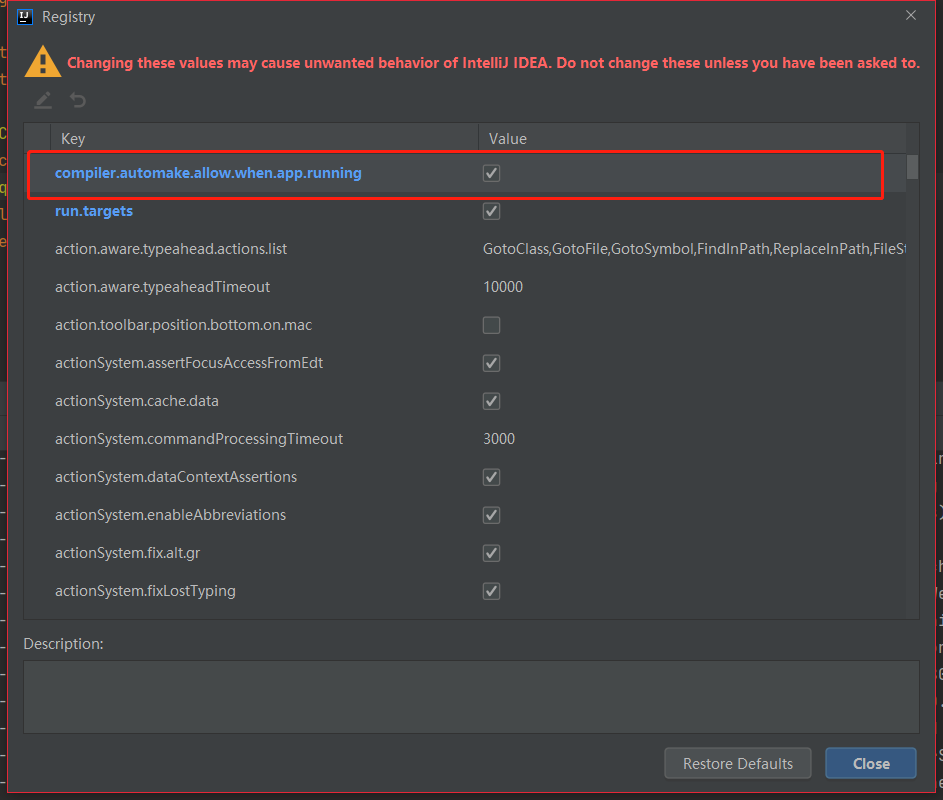 Registry
Changing these values may cause unwanted behavior of IntelliJ IDEA. Do not change these unless you have been asked to.
Key Value
compiler.automake.allow.when.app.running
run.targets
action.aware.typeahead.actions.list GotoClass,GotoFile,GotoSymbol,FindInPath,ReplaceInPath,FileSt
action.aware.typeaheadTimeout 10000
action.toolbar.position.bottom.on.mac
actionSystem.assertFocusAccessFromEdt
actionSystem.cache.data
actionSystem.commandProcessingTimeout 3000
actionSystem.dataContextAssertions
actionSystem.enableAbbreviations
actionSystem.fix.alt.gr
actionSystem.fixLostTyping
Description:
Restore Defaults Close